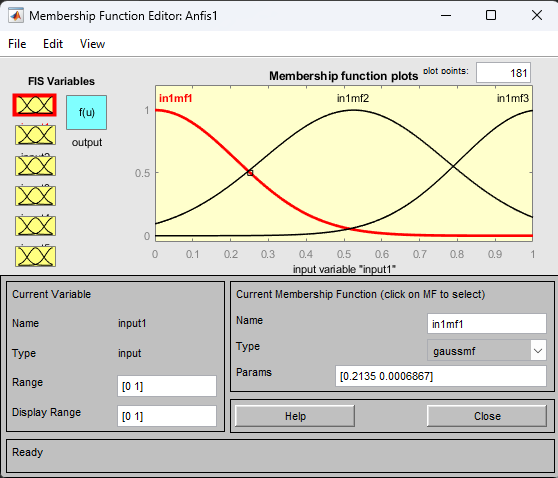 Membership Function Editor: Anfis1
File Edit View
FIS Variables
f(u)
output
Membership function plots
plot points:
181
in1mf1
in1mf2
in1mf3
1
0.5
0
0 0.1 0.2 0.3 0.4 0.5 0.6 0.7 0.8 0.9 1
input variable "input1"
Current Variable
Name input1
Type input
Range [0 1]
Display Range [0 1]
Current Membership Function (click on MF to select)
Name in1mf1
Type gaussmf
Params [0.2135 0.0006867]
Help Close
Ready